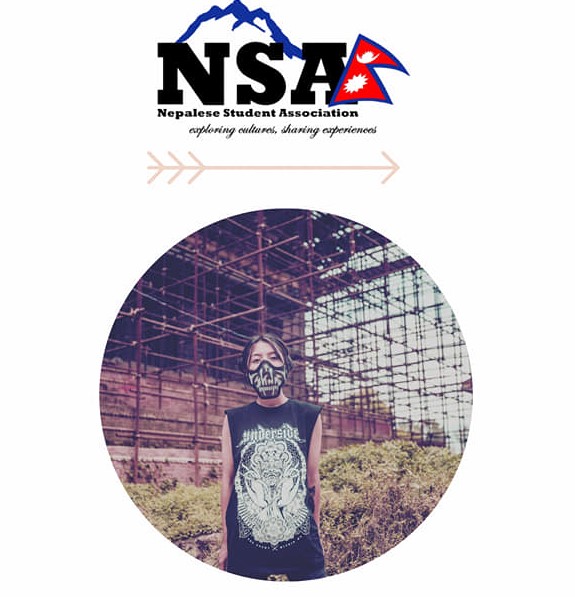 NSA
Nepalese Student Association
exploring cultures, sharing experiences
underside